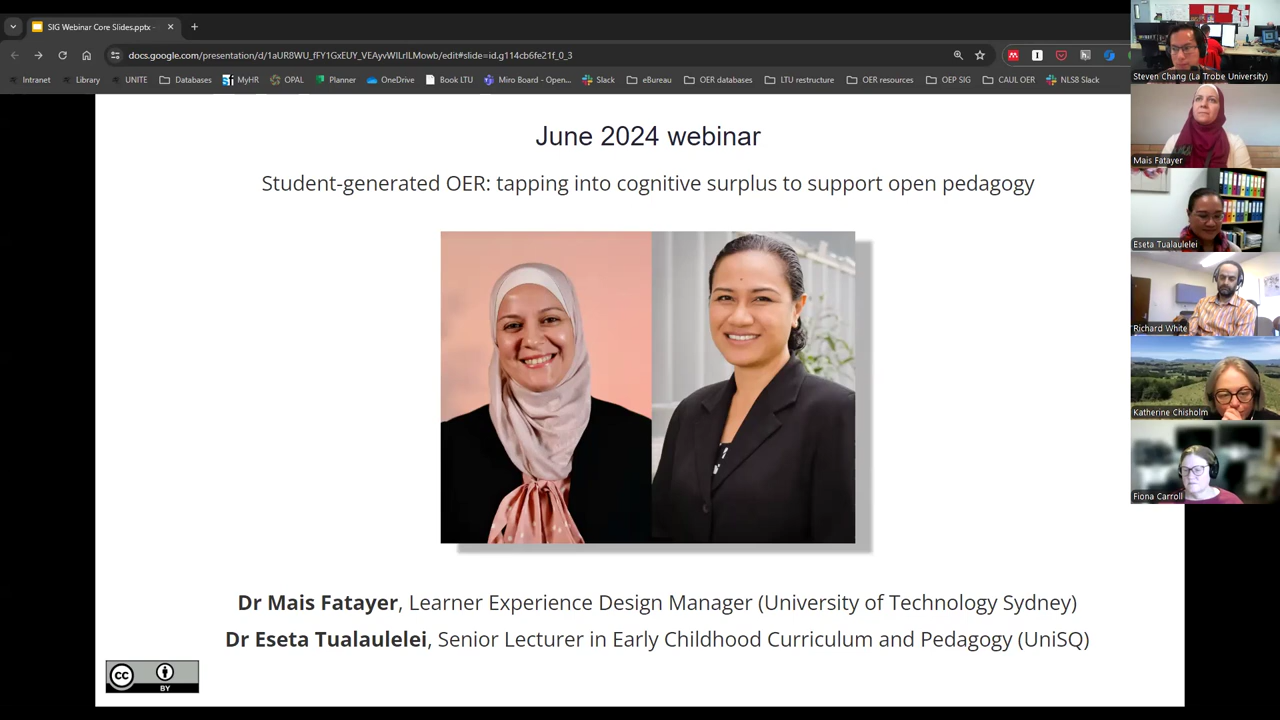 SIG Webinar Core Slides.pptx -
docs.google.com/presentation/d/1aUR8WU_fFY1GxEUY_VEAyvWILrlLMowb/edit#slide=id.g114cb6fe21f_0_3
Intranet Library UNITE Databases MyHR OPAL Planner OneDrive Book LTU Miro Board - Open... Slack eBureau OER databases LTU restructure OER resources OEP SIG CAUL OER NLS8 Slack
June 2024 webinar
Student-generated OER: tapping into cognitive surplus to support open pedagogy
Dr Mais Fatayer, Learner Experience Design Manager (University of Technology Sydney)
Dr Eseta Tualaulelei, Senior Lecturer in Early Childhood Curriculum and Pedagogy (UniSQ)
CC BY
Steven Chang (La Trobe University)
Mais Fatayer
Eseta Tualaulelei
Richard White
Katherine Chisholm
Fiona Carroll